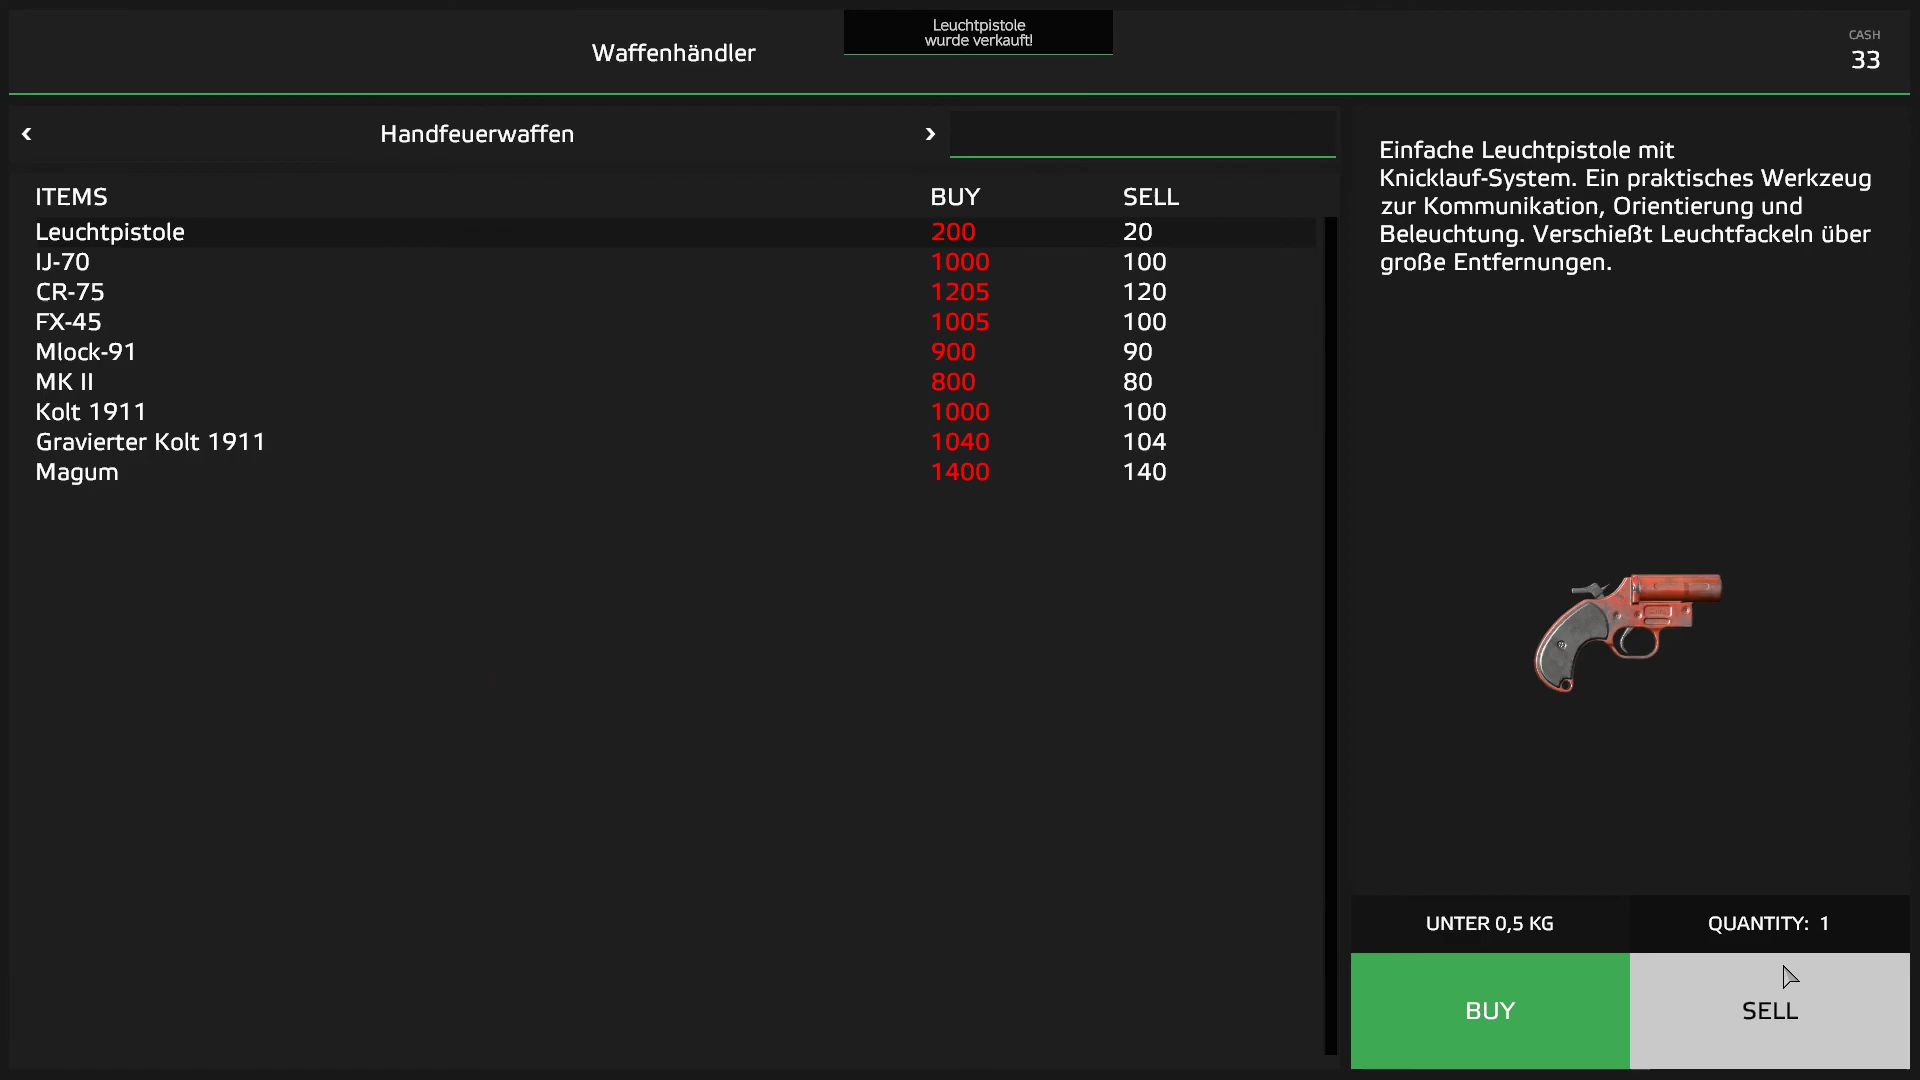 Leuchtpistole
wurde verkauft!
Waffenhändler
CASH
33
‹ Handfeuerwaffen ›
ITEMS BUY SELL
Leuchtpistole 200 20
IJ-70 1000 100
CR-75 1205 120
FX-45 1005 100
Mlock-91 900 90
MK II 800 80
Kolt 1911 1000 100
Gravierter Kolt 1911 1040 104
Magum 1400 140
Einfache Leuchtpistole mit
Knicklauf-System. Ein praktisches Werkzeug
zur Kommunikation, Orientierung und
Beleuchtung. Verschießt Leuchtfackeln über
große Entfernungen.
UNTER 0,5 KG
QUANTITY: 1
BUY
SELL